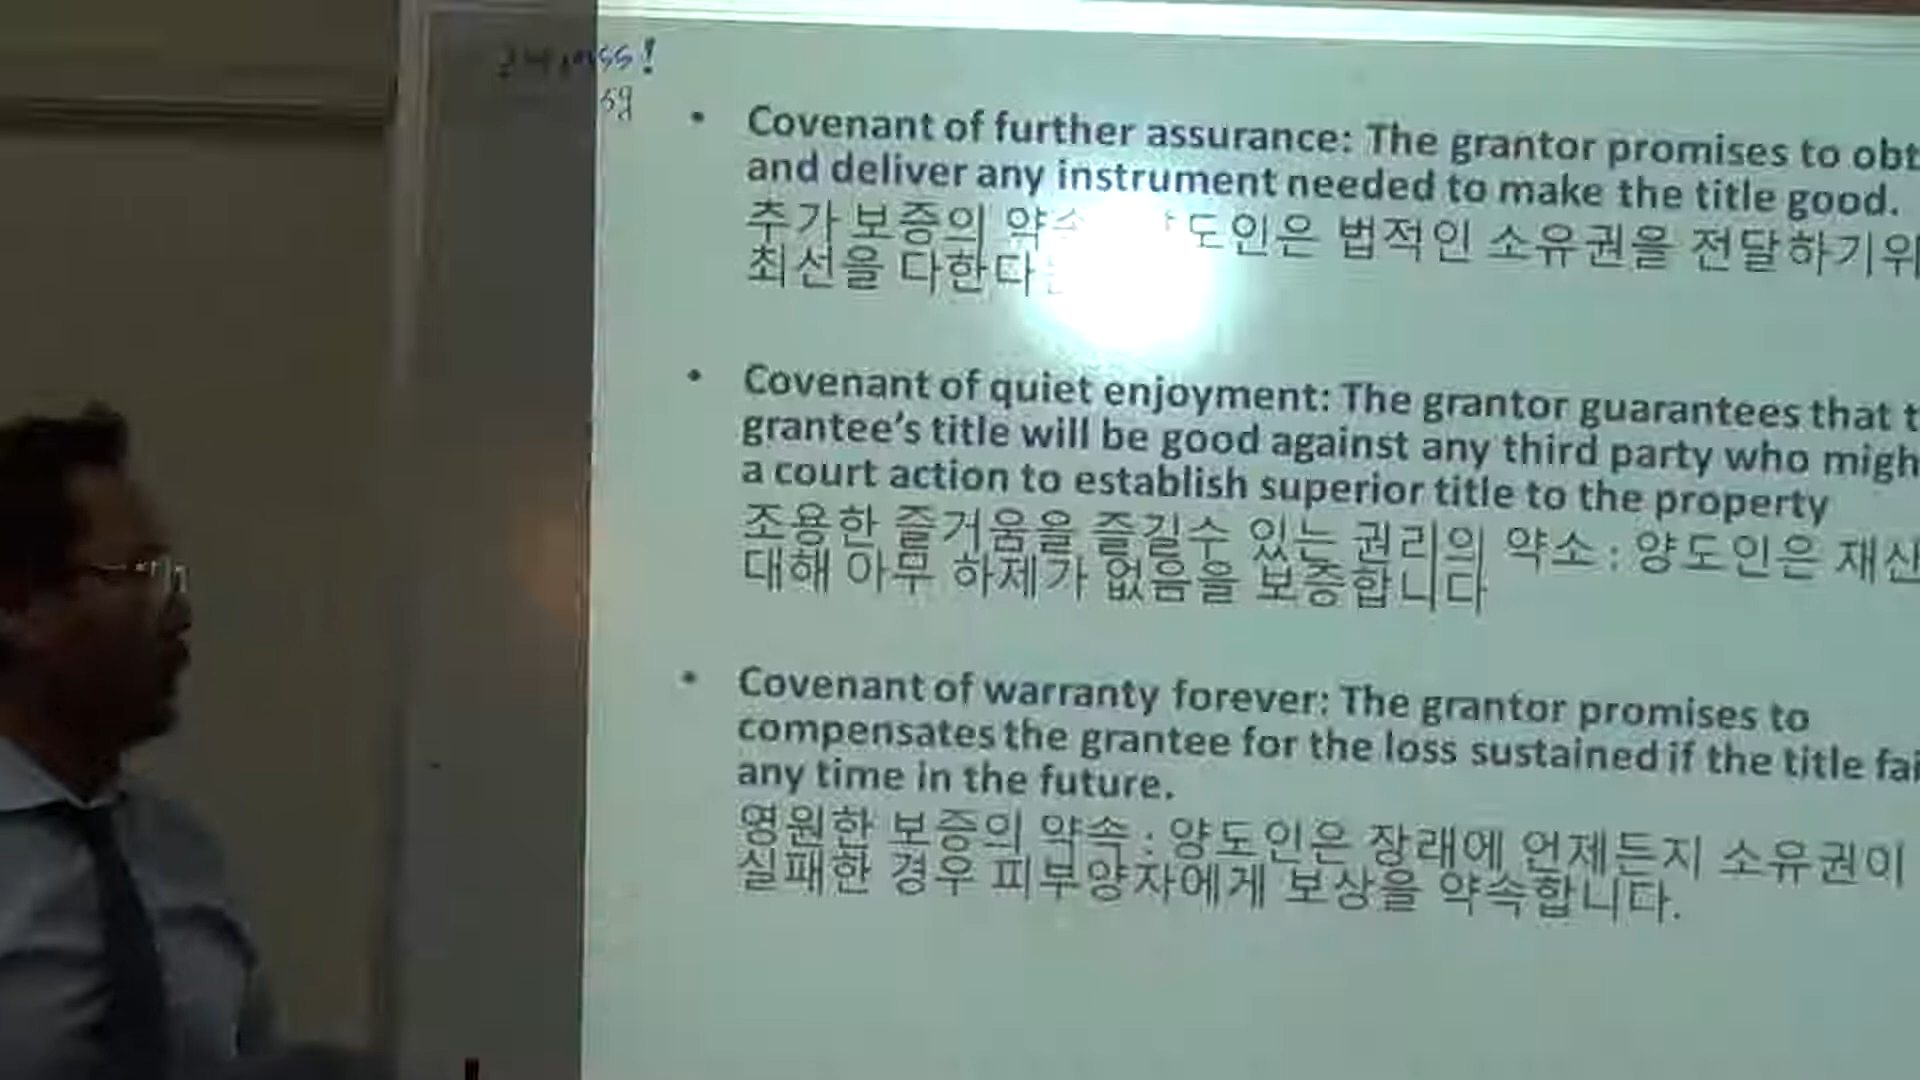 • Covenant of further assurance: The grantor promises to
and deliver any instrument needed to make the title good.
추가 보증의 도인은 법적인 소유권을 전달하기위
최선을 다한다
• Covenant of quiet enjoyment: The grantor guarantees that
grantee's title will be good against any third party who
a court action to establish superior title to the property
조용한 즐거움을 즐길수 있는 권리의 약소 : 양도인은 재산
대해 아무 하제가 없음을 보증합니다
• Covenant of warranty forever: The grantor promises to
compensates the grantee for the loss sustained if the title
any time in the future.
영원한 보증의 약속 : 양도인은 장래에 언제든지 소유권이
실패한 경우 피부양자에게 보상을 약속합니다.